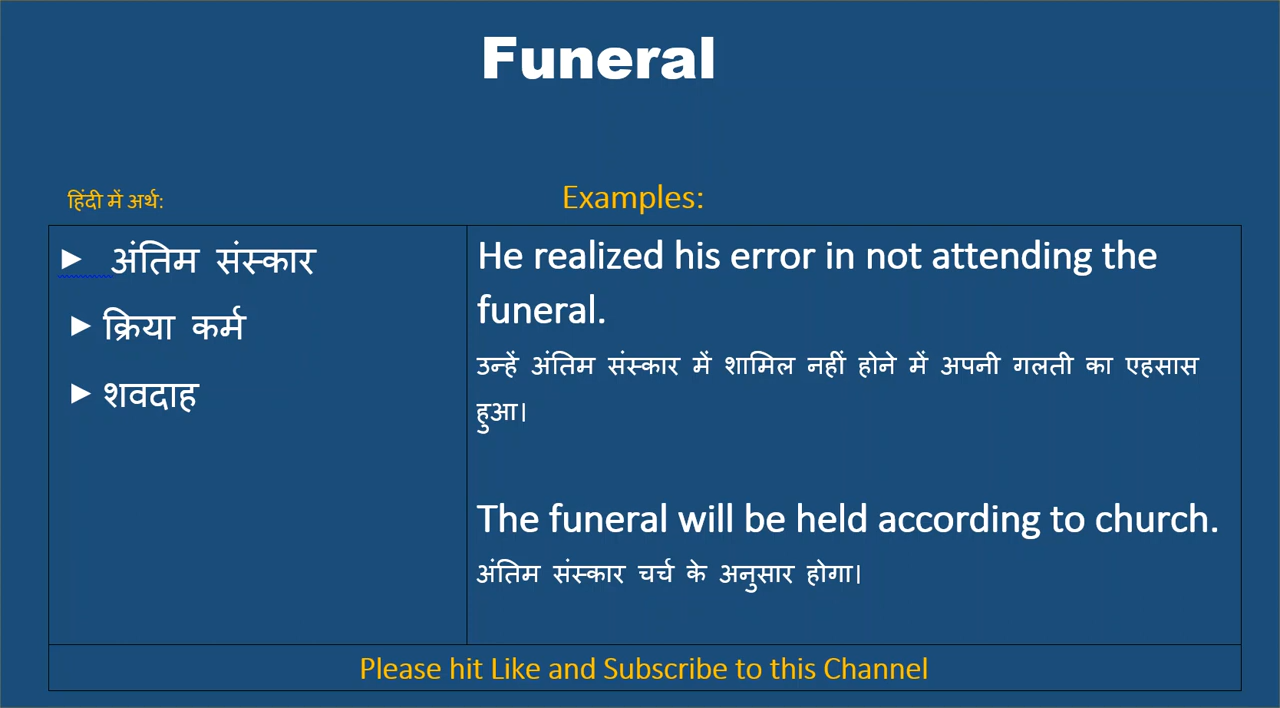 Funeral
हिंदी में अर्थ:
Examples:
► अंतिम संस्कार
► क्रिया कर्म
► शवदाह
He realized his error in not attending the
funeral.
उन्हें अंतिम संस्कार में शामिल नहीं होने में अपनी गलती का एहसास
हुआ।
The funeral will be held according to church.
अंतिम संस्कार चर्च के अनुसार होगा।
Please hit Like and Subscribe to this Channel